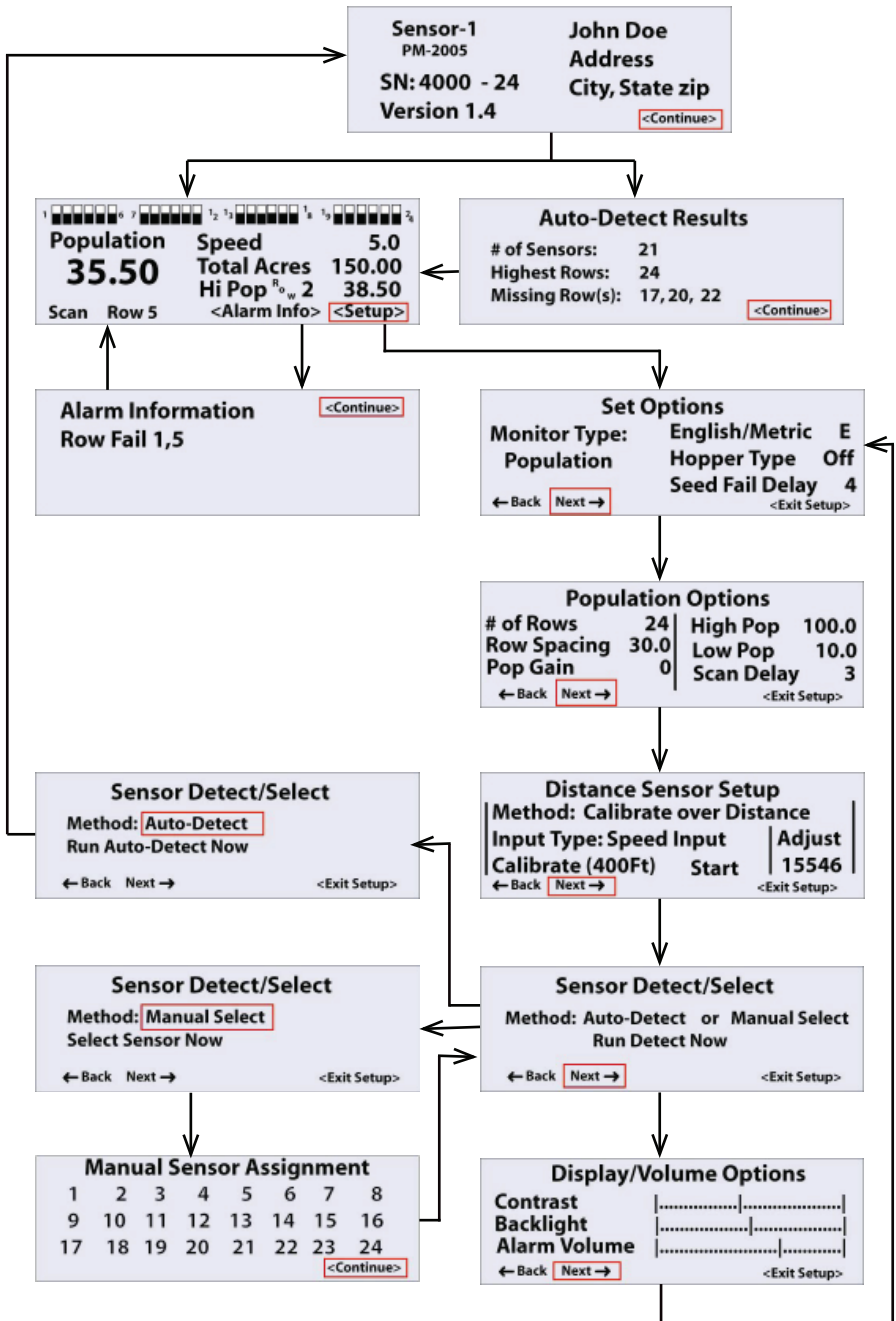 Sensor-1
PM-2005
SN: 4000 - 24
Version 1.4
John Doe
Address
City, State zip
<Continue>
1 6 7 12 13 18 19 24
Population
35.50
Scan Row 5
Speed 5.0
Total Acres 150.00
Hi Pop Row 2 38.50
<Alarm Info> <Setup>
Auto-Detect Results
# of Sensors: 21
Highest Rows: 24
Missing Row(s): 17, 20, 22
<Continue>
Alarm Information
<Continue>
Row Fail 1,5
Set Options
Monitor Type:
Population
English/Metric E
Hopper Type Off
Seed Fail Delay 4
←Back Next→
<Exit Setup>
Population Options
# of Rows 24
Row Spacing 30.0
Pop Gain 0
High Pop 100.0
Low Pop 10.0
Scan Delay 3
←Back Next→
<Exit Setup>
Sensor Detect/Select
Method: Auto-Detect
Run Auto-Detect Now
←Back Next→
<Exit Setup>
Distance Sensor Setup
Method: Calibrate over Distance
Input Type: Speed Input
Adjust
Calibrate (400Ft) Start
15546
←Back Next→
<Exit Setup>
Sensor Detect/Select
Method: Manual Select
Select Sensor Now
←Back Next→
<Exit Setup>
Sensor Detect/Select
Method: Auto-Detect or Manual Select
Run Detect Now
←Back Next→
<Exit Setup>
Manual Sensor Assignment
1 2 3 4 5 6 7 8
9 10 11 12 13 14 15 16
17 18 19 20 21 22 23 24
<Continue>
Display/Volume Options
Contrast |.................|......................|
Backlight |....................|....................|
Alarm Volume |..........................|.............|
←Back Next→
<Exit Setup>